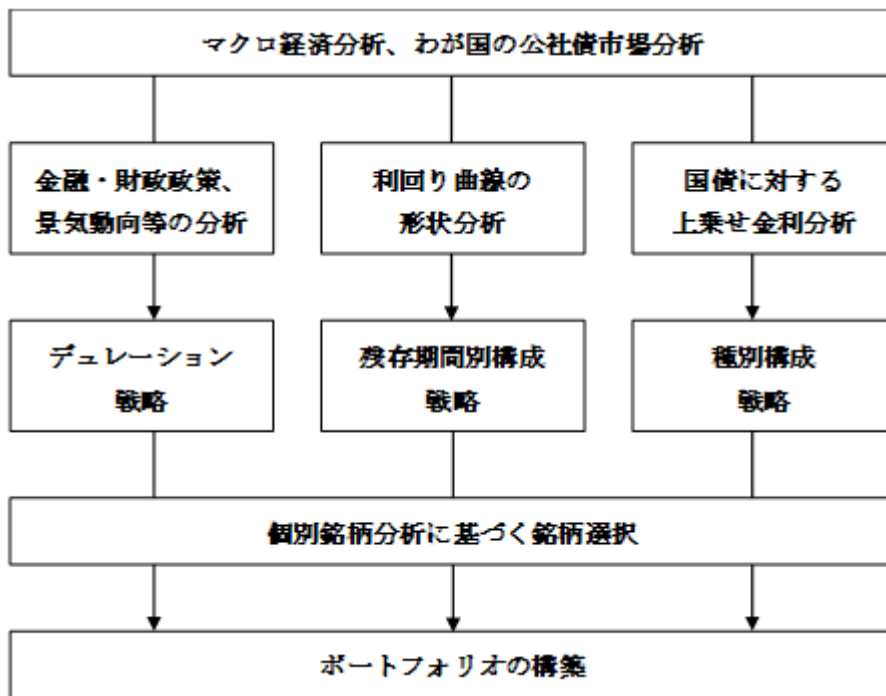 マクロ経済分析、わが国の公社債市場分析
金融・財政政策、
景気動向等の分析
利回り曲線の
形状分析
国債に対する
上乗せ金利分析
デュレーション
戦略
残存期間別構成
戦略
種別構成
戦略
個別銘柄分析に基づく銘柄選択
ポートフォリオの構築